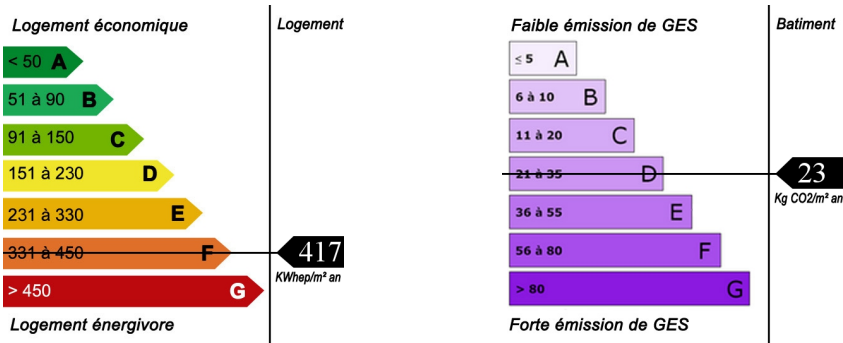 Logement économique
Logement
< 50 A
51 à 90 B
91 à 150 C
151 à 230 D
231 à 330 E
331 à 450 F
417
KWhep/m² an
> 450 G
Logement énergivore
Faible émission de GES
Batiment
≤ 5 A
6 à 10 B
11 à 20 C
21 à 35 D
23
Kg CO2/m² an
36 à 55 E
56 à 80 F
> 80 G
Forte émission de GES